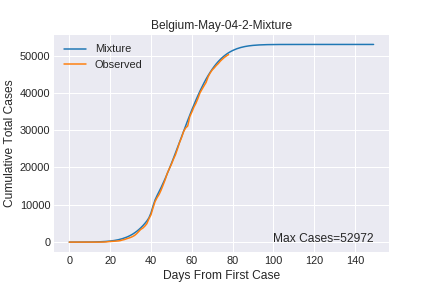 Belgium-May-04-2-Mixture
Mixture
Observed
Cumulative Total Cases
50000
40000
30000
20000
10000
0
Max Cases=52972
0 20 40 60 80 100 120 140
Days From First Case